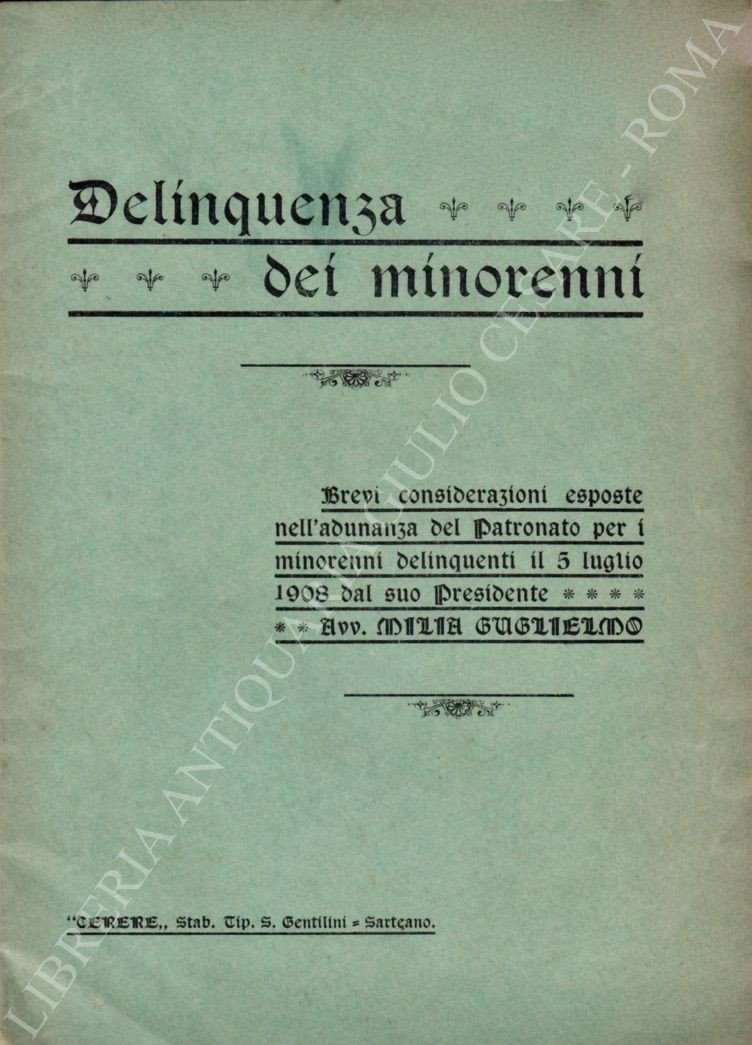 Delinquenza
dei minorenni
Brevi considerazioni esposte
nell'adunanza del Patronato per i
minorenni delinquenti il 5 luglio
1908 dal suo Presidente * * * *
* * Avv. MILIA GUGLIELMO
"CERERE,, Stab. Tip. S. Gentilini = Sarteano.
LIBRERIA ANTIQUARIA GIULIO CESARE - ROMA